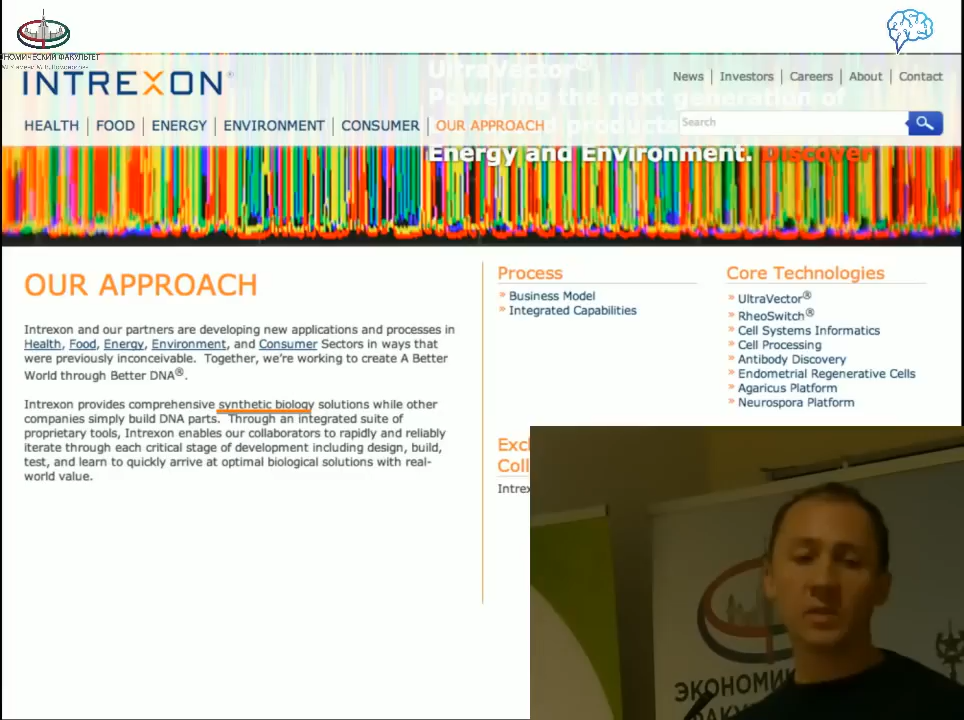 НОМИЧЕСКИЙ ФАКУЛЬТЕТ
INTREXON®
News | Investors | Careers | About | Contact
HEALTH | FOOD | ENERGY | ENVIRONMENT | CONSUMER | OUR APPROACH
Search
UltraVector®
Powering the next generation of
products
Energy and Environment. Discover
OUR APPROACH
Intrexon and our partners are developing new applications and processes in
Health, Food, Energy, Environment, and Consumer Sectors in ways that
were previously inconceivable. Together, we're working to create A Better
World through Better DNA®.
Intrexon provides comprehensive synthetic biology solutions while other
companies simply build DNA parts. Through an integrated suite of
proprietary tools, Intrexon enables our collaborators to rapidly and reliably
iterate through each critical stage of development including design, build,
test, and learn to quickly arrive at optimal biological solutions with real-
world value.
Process
» Business Model
» Integrated Capabilities
Core Technologies
» UltraVector®
» RheoSwitch®
» Cell Systems Informatics
» Cell Processing
» Antibody Discovery
» Endometrial Regenerative Cells
» Agaricus Platform
» Neurospora Platform
Excl
Coll
Intrex
ЭКОНОМИ
ФАКУ